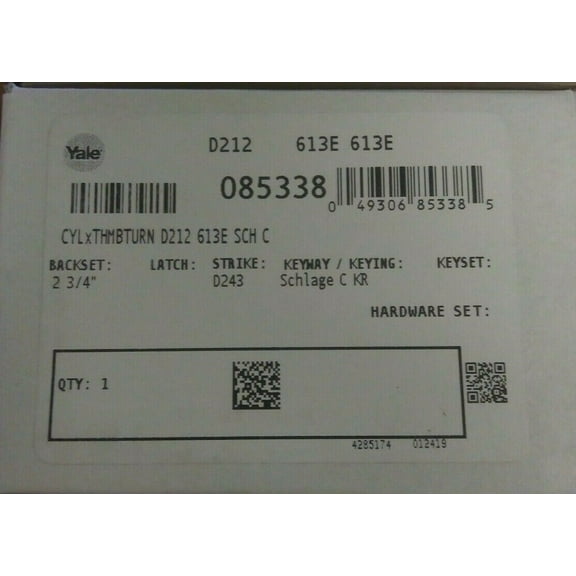 Yale
D212 613E 613E
085338
0 49306 85338 5
CYLxTHMBTURN D212 613E SCH C
BACKSET: LATCH: STRIKE: KEYWAY / KEYING: KEYSET:
2 3/4" D243 Schlage C KR
HARDWARE SET:
QTY: 1
4285174 012419